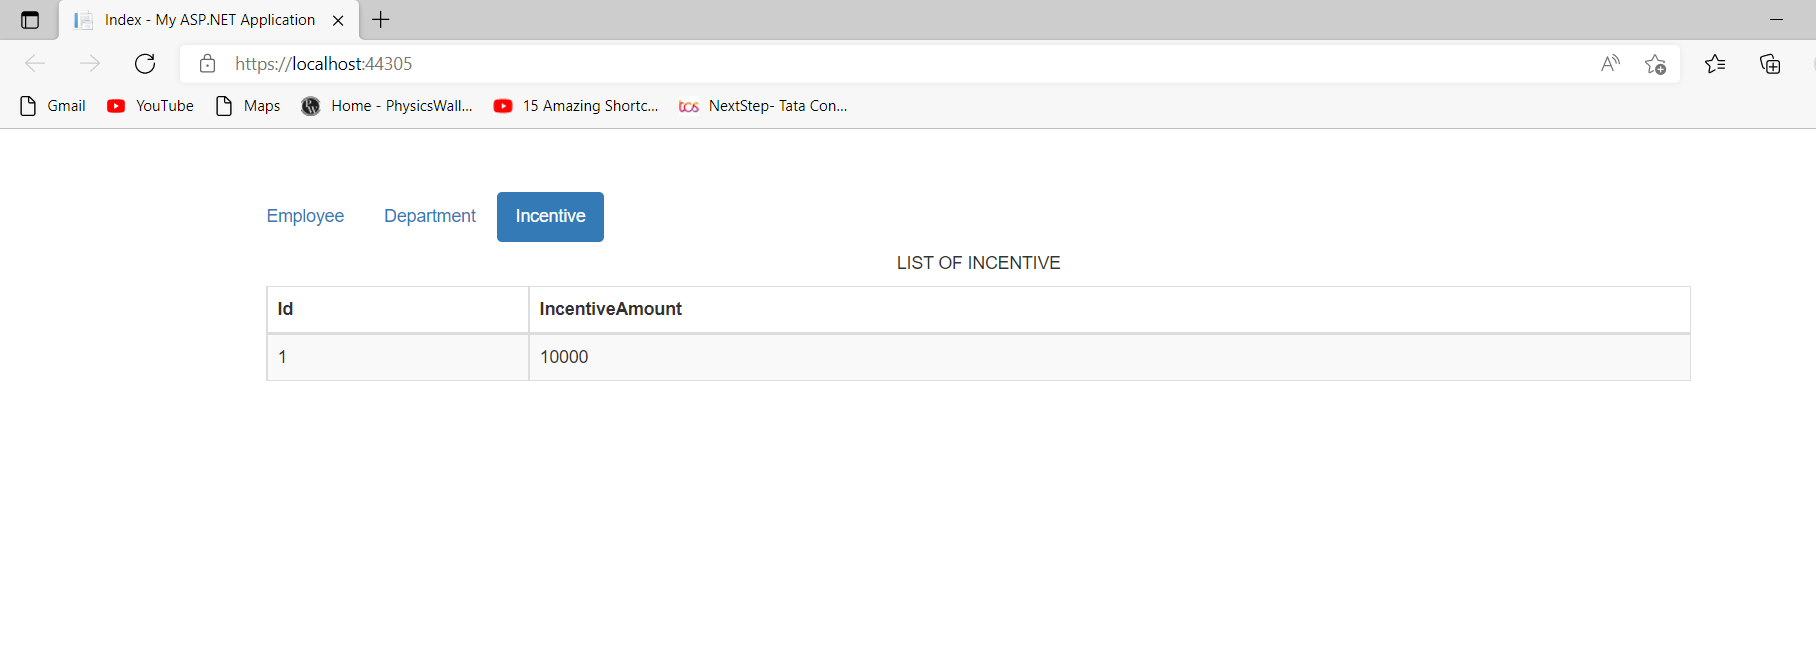 Index - My ASP.NET Application
https://localhost:44305
Gmail YouTube Maps Home - PhysicsWall... 15 Amazing Shortc... tcs NextStep- Tata Con...
Employee Department Incentive
LIST OF INCENTIVE
Id IncentiveAmount
1 10000